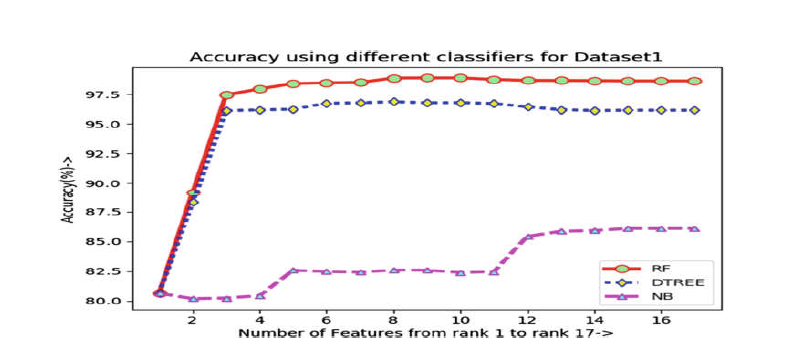 Accuracy using different classifiers for Dataset1
97.5
95.0
92.5
90.0
87.5
85.0
82.5
80.0
Accuracy(%)->
RF
DTREE
NB
2 4 6 8 10 12 14 16
Number of Features from rank 1 to rank 17->